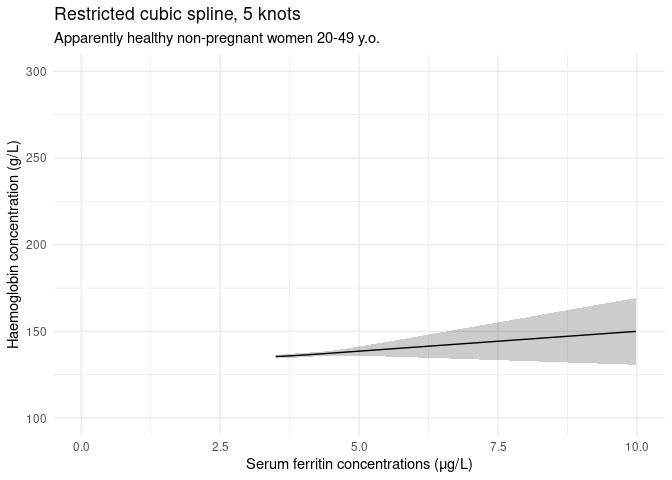 Restricted cubic spline, 5 knots
Apparently healthy non-pregnant women 20-49 y.o.
Haemoglobin concentration (g/L)
300
250
200
150
100
0.0 2.5 5.0 7.5 10.0
Serum ferritin concentrations (µg/L)